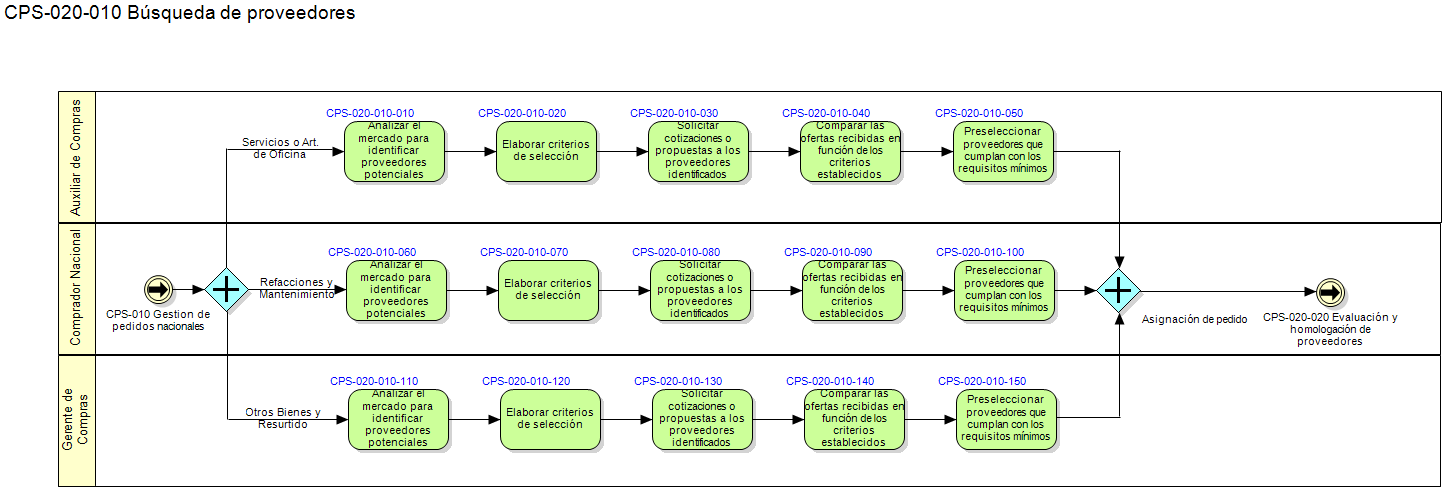 CPS-020-010 Búsqueda de proveedores
Auxiliar de Compras
Servicios o Art.
de Oficina
CPS-020-010-010
Analizar el
mercado para
identificar
proveedores
potenciales
CPS-020-010-020
Elaborar criterios
de selección
CPS-020-010-030
Solicitar
cotizaciones o
propuestas a los
proveedores
identificados
CPS-020-010-040
Comparar las
ofertas recibidas en
función de los
criterios
establecidos
CPS-020-010-050
Preseleccionar
proveedores que
cumplan con los
requisitos mínimos
Comprador Nacional
CPS-010 Gestion de
pedidos nacionales
Refacciones y
Mantenimiento
CPS-020-010-060
Analizar el
mercado para
identificar
proveedores
potenciales
CPS-020-010-070
Elaborar criterios
de selección
CPS-020-010-080
Solicitar
cotizaciones o
propuestas a los
proveedores
identificados
CPS-020-010-090
Comparar las
ofertas recibidas en
función de los
criterios
establecidos
CPS-020-010-100
Preseleccionar
proveedores que
cumplan con los
requisitos mínimos
Asignación de pedido
CPS-020-020 Evaluación y
homologación de
proveedores
Gerente de
Compras
Otros Bienes y
Resurtido
CPS-020-010-110
Analizar el
mercado para
identificar
proveedores
potenciales
CPS-020-010-120
Elaborar criterios
de selección
CPS-020-010-130
Solicitar
cotizaciones o
propuestas a los
proveedores
identificados
CPS-020-010-140
Comparar las
ofertas recibidas en
función de los
criterios
establecidos
CPS-020-010-150
Preseleccionar
proveedores que
cumplan con los
requisitos mínimos